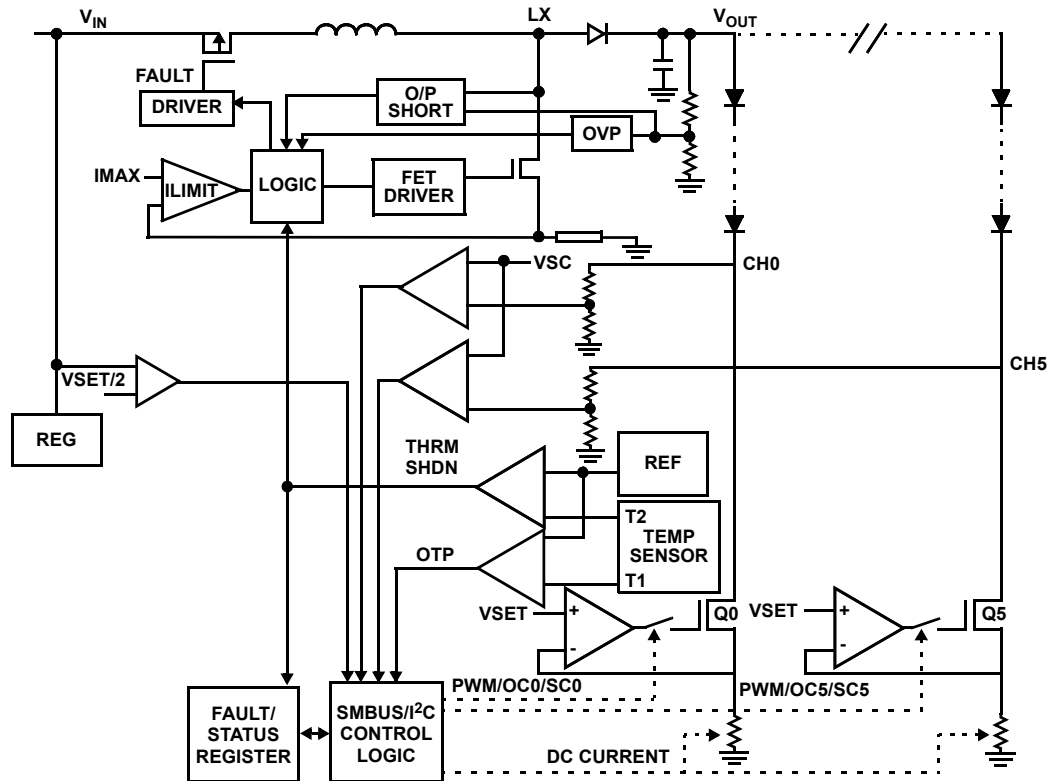 V_IN
LX
V_OUT
FAULT
DRIVER
O/P
SHORT
OVP
IMAX
ILIMIT
LOGIC
FET
DRIVER
VSC
CH0
VSET/2
CH5
REG
THRM
SHDN
REF
T2
TEMP
SENSOR
T1
OTP
VSET
+
-
Q0
VSET
+
-
Q5
PWM/OC0/SC0
PWM/OC5/SC5
FAULT/
STATUS
REGISTER
SMBUS/I²C
CONTROL
LOGIC
DC CURRENT